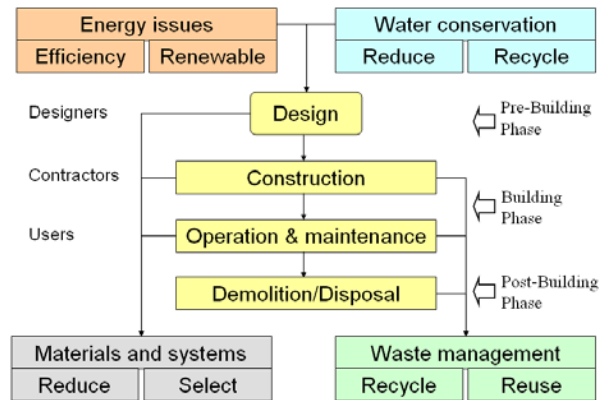 Energy issues
Water conservation
Efficiency
Renewable
Reduce
Recycle
Designers
Design
Pre-Building
Phase
Contractors
Construction
Building
Phase
Users
Operation & maintenance
Demolition/Disposal
Post-Building
Phase
Materials and systems
Waste management
Reduce
Select
Recycle
Reuse